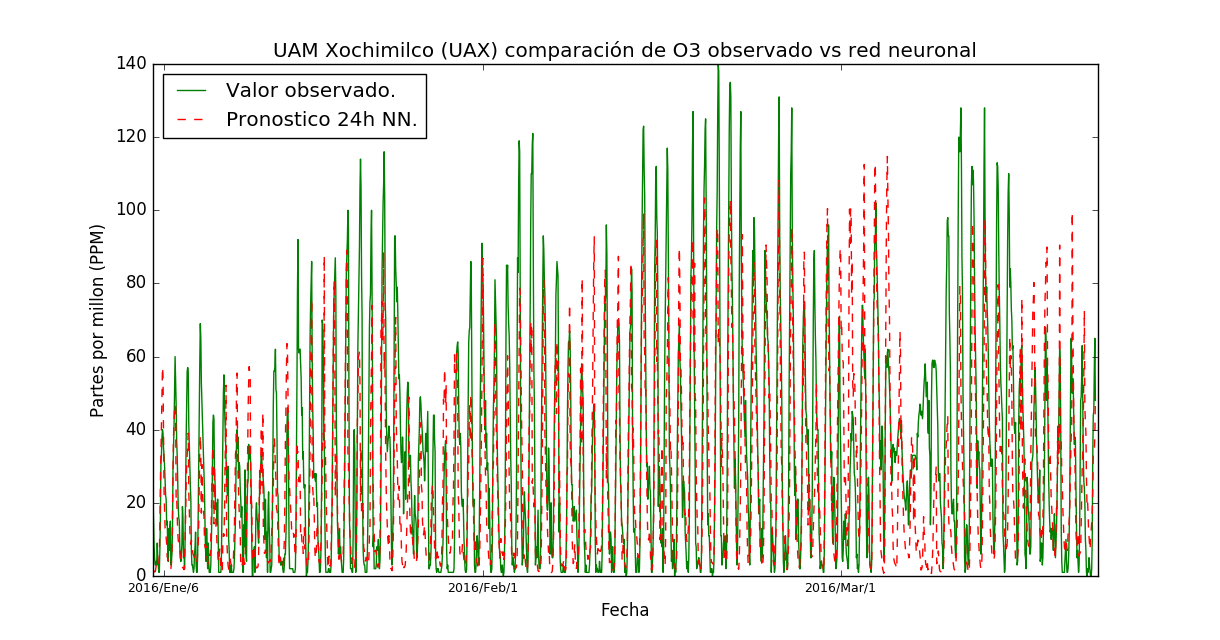 UAM Xochimilco (UAX) comparación de O3 observado vs red neuronal
Valor observado.
Pronostico 24h NN.
Partes por millon (PPM)
140
120
100
80
60
40
20
0
2016/Ene/6
2016/Feb/1
2016/Mar/1
Fecha